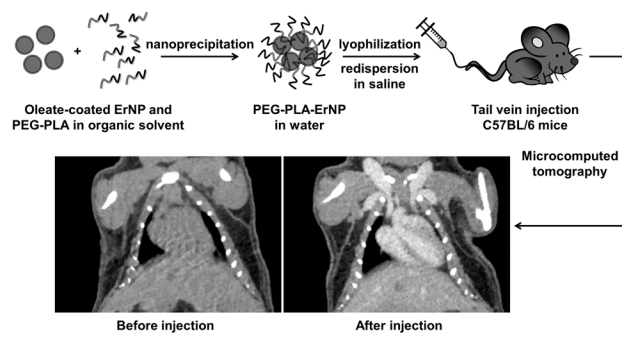 +
nanoprecipitation
lyophilization
redispersion
in saline
Oleate-coated ErNP and
PEG-PLA in organic solvent
PEG-PLA-ErNP
in water
Tail vein injection
C57BL/6 mice
Microcomputed
tomography
Before injection
After injection